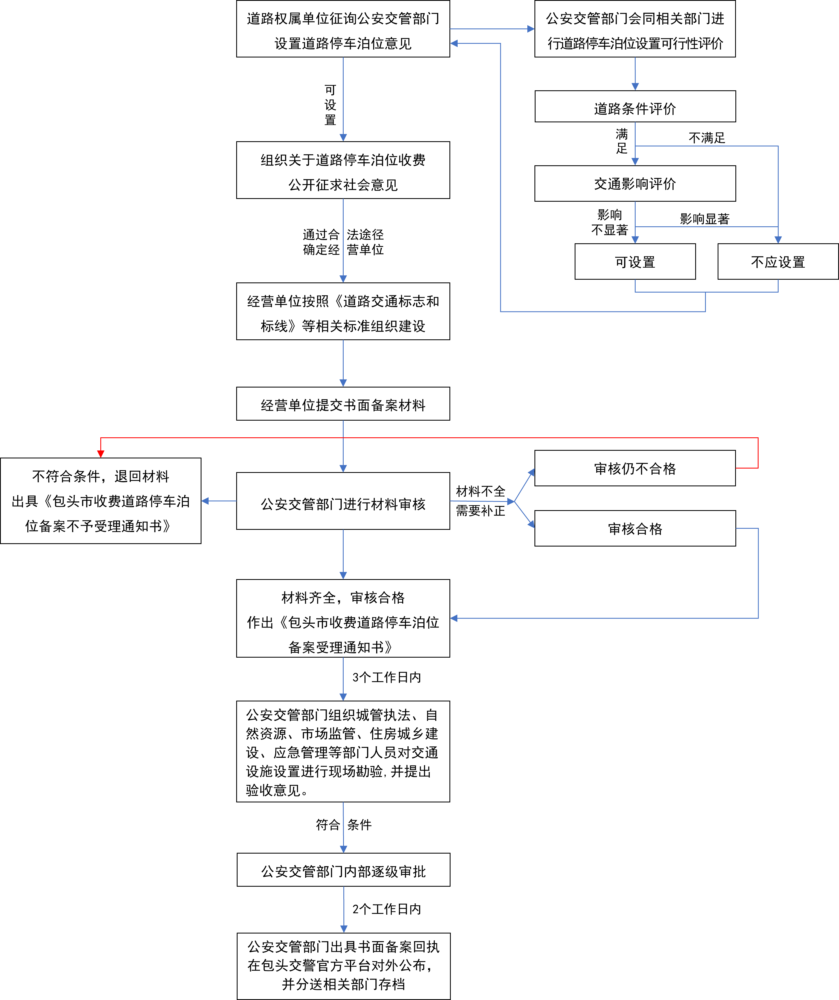 道路权属单位征询公安交管部门
设置道路停车泊位意见
公安交管部门会同相关部门进
行道路停车泊位设置可行性评价
可
设
置
道路条件评价
满
足
不满足
组织关于道路停车泊位收费
公开征求社会意见
交通影响评价
影响
不显著
影响显著
通过合 法途径
确定经 营单位
可设置
不应设置
经营单位按照《道路交通标志和
标线》等相关标准组织建设
经营单位提交书面备案材料
不符合条件，退回材料
出具《包头市收费道路停车泊
位备案不予受理通知书》
公安交管部门进行材料审核
材料不全
需要补正
审核仍不合格
审核合格
材料齐全，审核合格
作出《包头市收费道路停车泊位
备案受理通知书》
3个工作日内
公安交管部门组织城管执法、自
然资源、市场监管、住房城乡建
设、应急管理等部门人员对交通
设施设置进行现场勘验,并提出
验收意见。
符合 条件
公安交管部门内部逐级审批
2个工作日内
公安交管部门出具书面备案回执
在包头交警官方平台对外公布，
并分送相关部门存档